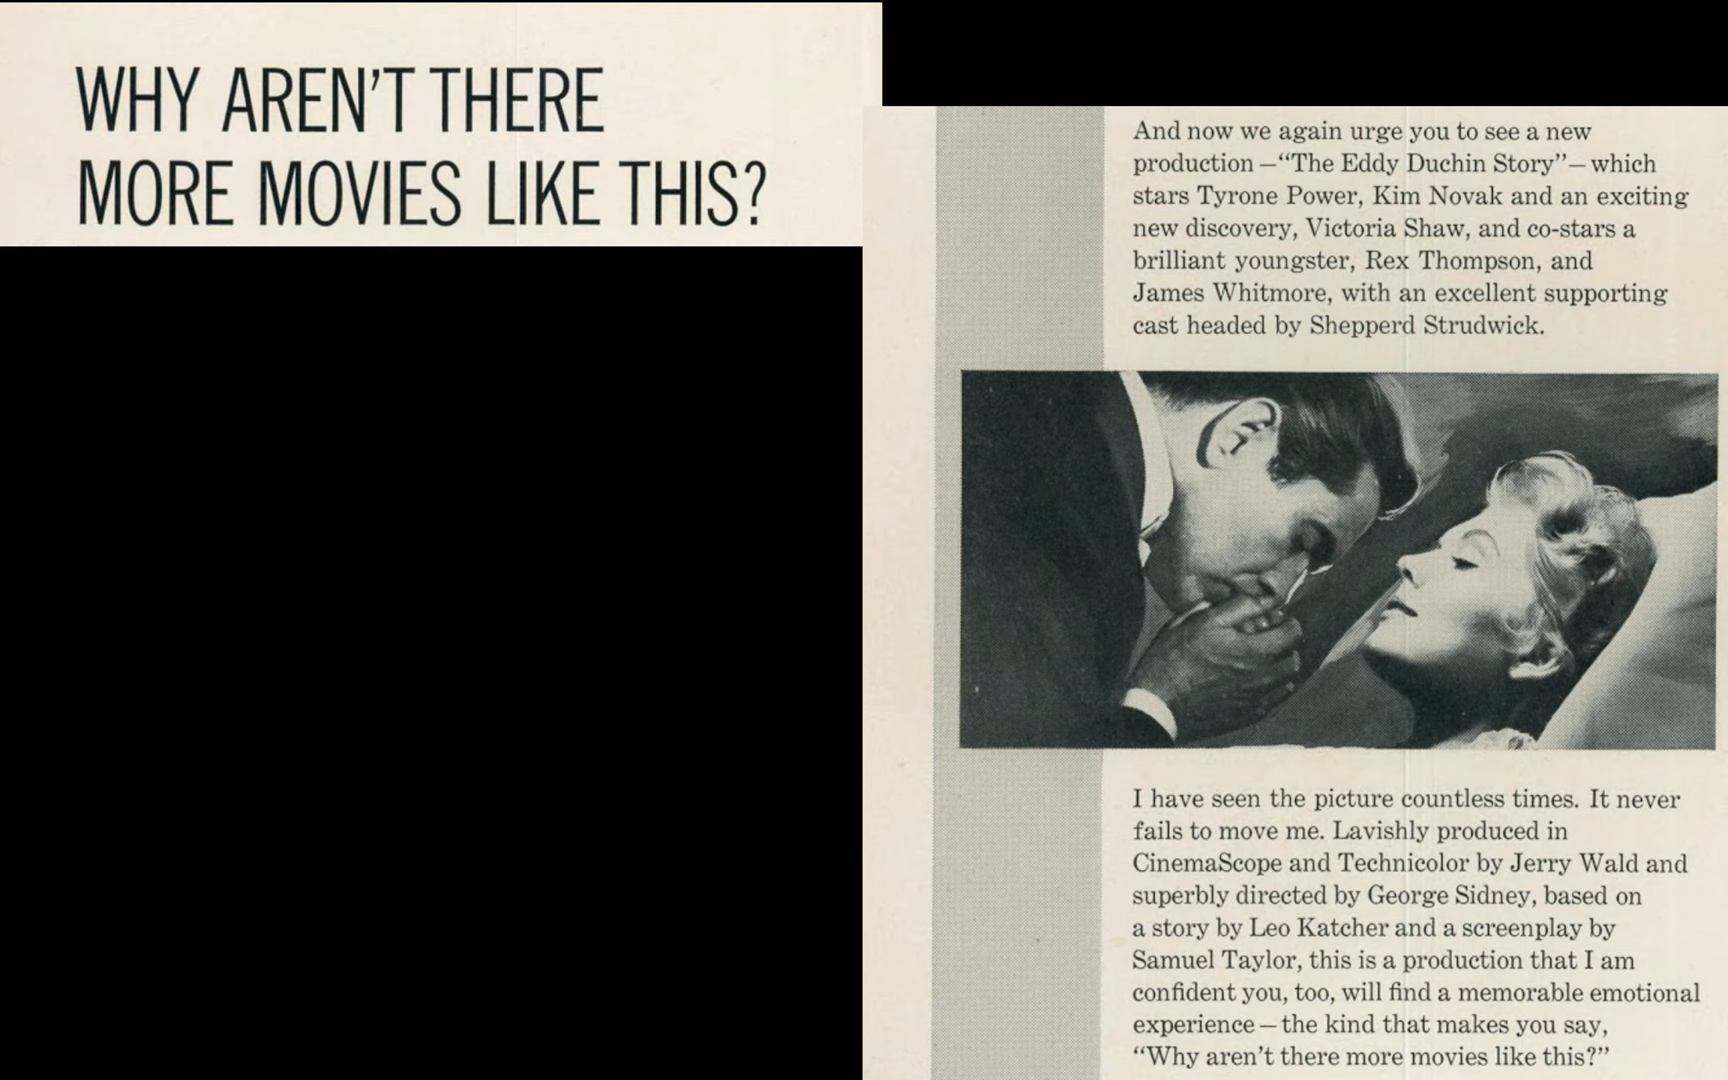 WHY AREN'T THERE
MORE MOVIES LIKE THIS?
And now we again urge you to see a new
production—“The Eddy Duchin Story”—which
stars Tyrone Power, Kim Novak and an exciting
new discovery, Victoria Shaw, and co-stars a
brilliant youngster, Rex Thompson, and
James Whitmore, with an excellent supporting
cast headed by Shepperd Strudwick.
I have seen the picture countless times. It never
fails to move me. Lavishly produced in
CinemaScope and Technicolor by Jerry Wald and
superbly directed by George Sidney, based on
a story by Leo Katcher and a screenplay by
Samuel Taylor, this is a production that I am
confident you, too, will find a memorable emotional
experience—the kind that makes you say,
“Why aren't there more movies like this?”